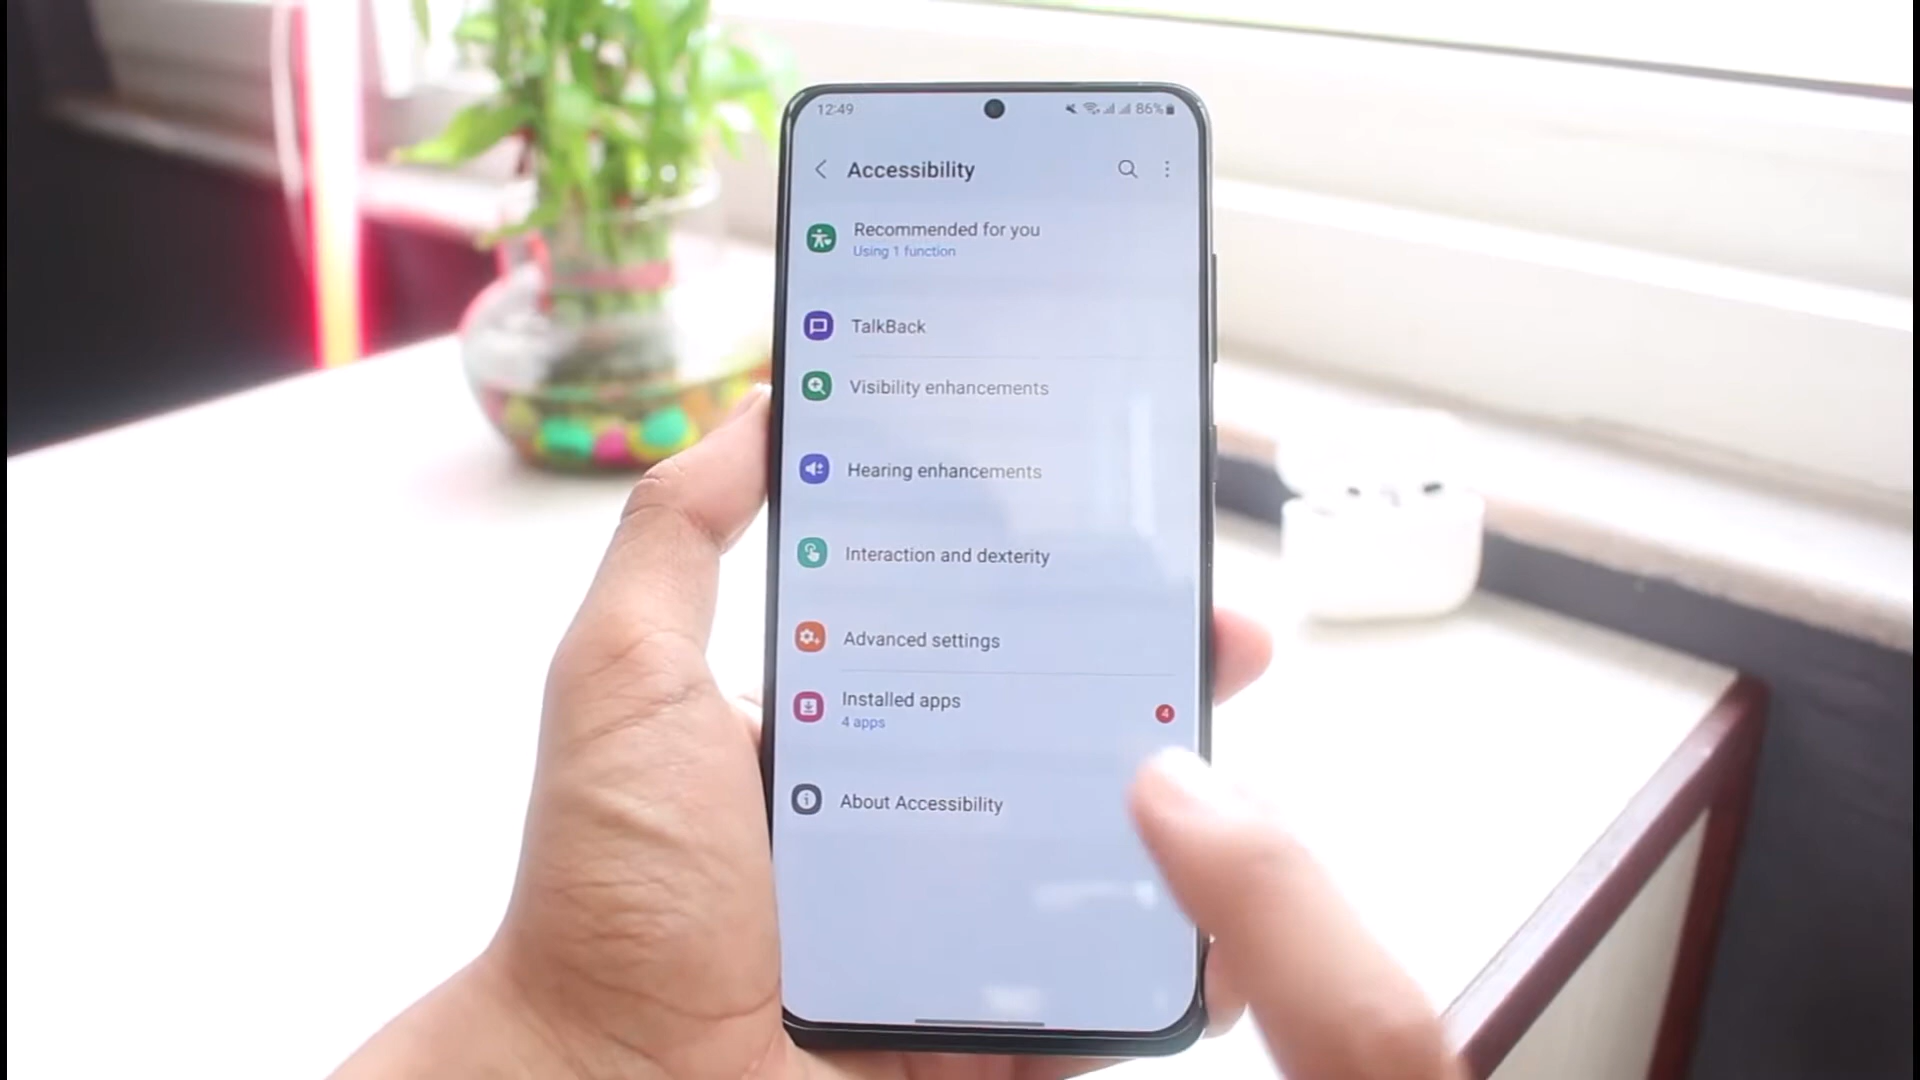 12:49
86%
Accessibility
Recommended for you
Using 1 function
TalkBack
Visibility enhancements
Hearing enhancements
Interaction and dexterity
Advanced settings
Installed apps
4 apps
4
About Accessibility